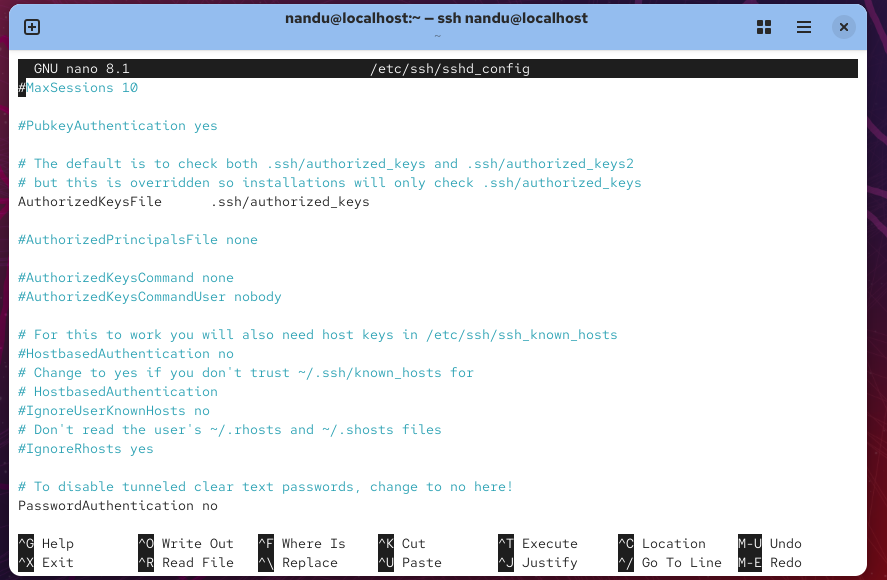 nandu@localhost:~ — ssh nandu@localhost
~
GNU nano 8.1 /etc/ssh/sshd_config
#MaxSessions 10
#PubkeyAuthentication yes
# The default is to check both .ssh/authorized_keys and .ssh/authorized_keys2
# but this is overridden so installations will only check .ssh/authorized_keys
AuthorizedKeysFile .ssh/authorized_keys
#AuthorizedPrincipalsFile none
#AuthorizedKeysCommand none
#AuthorizedKeysCommandUser nobody
# For this to work you will also need host keys in /etc/ssh/ssh_known_hosts
#HostbasedAuthentication no
# Change to yes if you don't trust ~/.ssh/known_hosts for
# HostbasedAuthentication
#IgnoreUserKnownHosts no
# Don't read the user's ~/.rhosts and ~/.shosts files
#IgnoreRhosts yes
# To disable tunneled clear text passwords, change to no here!
PasswordAuthentication no
^G Help ^O Write Out ^F Where Is ^K Cut ^T Execute ^C Location M-U Undo
^X Exit ^R Read File ^\ Replace ^U Paste ^J Justify ^/ Go To Line M-E Redo